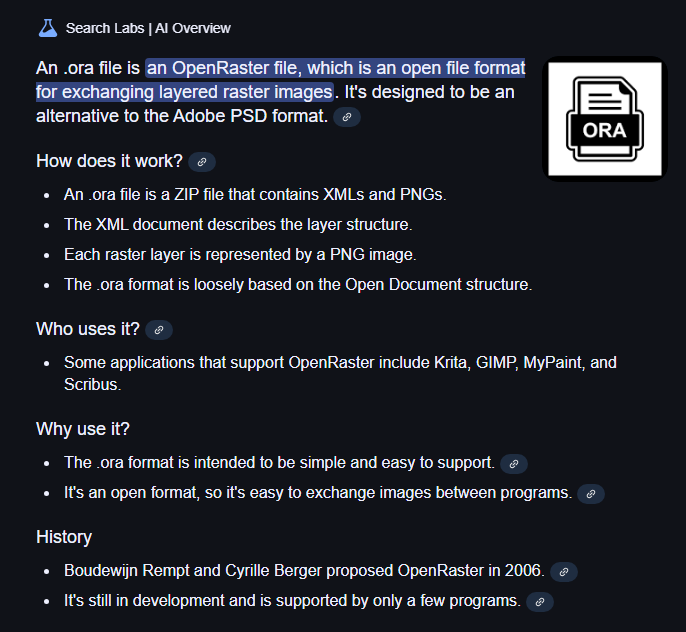 Search Labs | AI Overview
An .ora file is an OpenRaster file, which is an open file format
for exchanging layered raster images. It's designed to be an
alternative to the Adobe PSD format.
ORA
How does it work?
• An .ora file is a ZIP file that contains XMLs and PNGs.
• The XML document describes the layer structure.
• Each raster layer is represented by a PNG image.
• The .ora format is loosely based on the Open Document structure.
Who uses it?
• Some applications that support OpenRaster include Krita, GIMP, MyPaint, and
Scribus.
Why use it?
• The .ora format is intended to be simple and easy to support.
• It's an open format, so it's easy to exchange images between programs.
History
• Boudewijn Rempt and Cyrille Berger proposed OpenRaster in 2006.
• It's still in development and is supported by only a few programs.